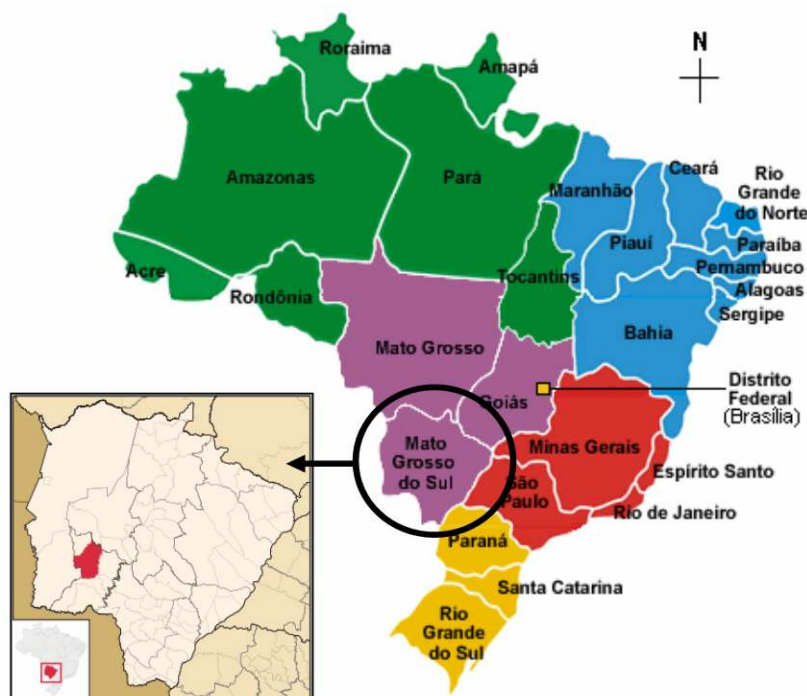 Roraima
Amapá
N
Amazonas
Pará
Maranhão
Ceará
Rio
Grande
do Norte
Piauí
Paraíba
Pernambuco
Acre
Rondônia
Tocantins
Alagoas
Sergipe
Bahia
Mato Grosso
Goiás
Distrito
Federal
(Brasília)
Mato
Grosso
do Sul
Minas Gerais
Espírito Santo
São
Paulo
Rio de Janeiro
Paraná
Santa Catarina
Rio
Grande
do Sul